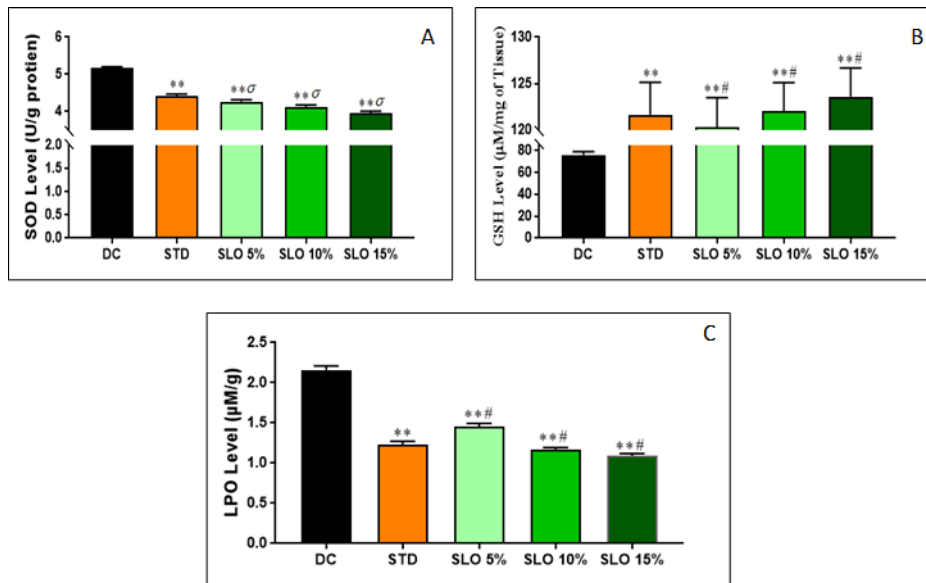 A
SOD Level (U/g protien)
6
5
4
2.0
1.5
1.0
0.5
0.0
**
**σ
**σ
**σ
DC STD SLO 5% SLO 10% SLO 15%
B
GSH Level (µM/mg of Tissue)
130
125
120
80
60
40
20
0
**
**#
**#
**#
DC STD SLO 5% SLO 10% SLO 15%
C
LPO Level (µM/g)
2.5
2.0
1.5
1.0
0.5
0.0
**
**#
**#
**#
DC STD SLO 5% SLO 10% SLO 15%